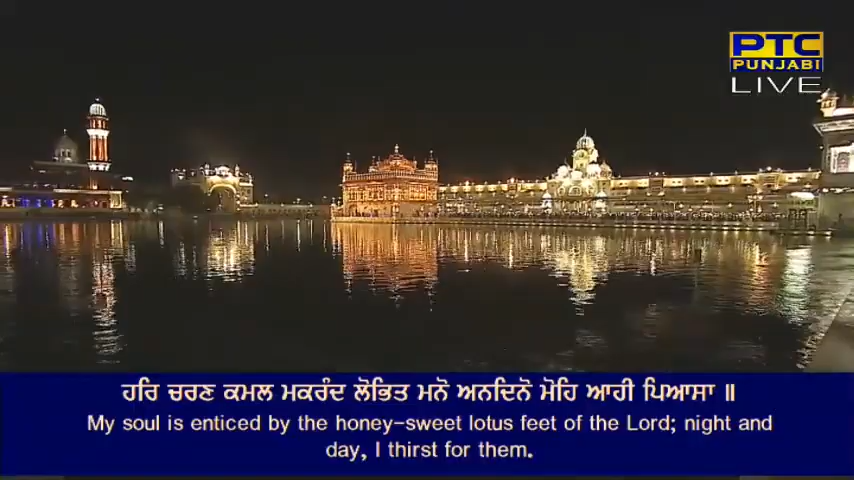 PTC
PUNJABI
LIVE
ਹਰਿ ਚਰਣ ਕਮਲ ਮਕਰੰਦ ਲੋਭਿਤ ਮਨੋ ਅਨਦਿਨੋ ਮੋਹਿ ਆਹੀ ਪਿਆਸਾ ॥
My soul is enticed by the honey-sweet lotus feet of the Lord; night and
day, I thirst for them.